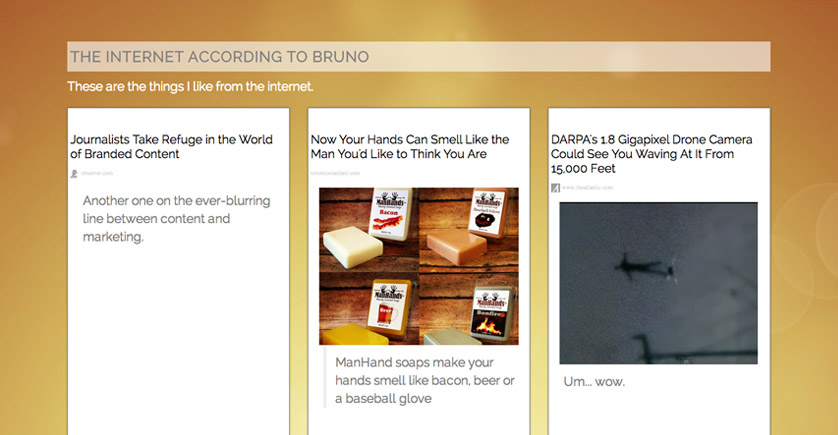 THE INTERNET ACCORDING TO BRUNO
These are the things I like from the internet.
Journalists Take Refuge in the World
of Branded Content
observer.com
Another one on the ever-blurring
line between content and
marketing.
Now Your Hands Can Smell Like the
Man You'd Like to Think You Are
ManHands
Bacon
ManHands
ManHands
Beer
ManHands
Bonfire
ManHand soaps make your
hands smell like bacon, beer or
a baseball glove
DARPA's 1.8 Gigapixel Drone Camera
Could See You Waving At It From
15,000 Feet
www.theatlantic.com
Um... wow.